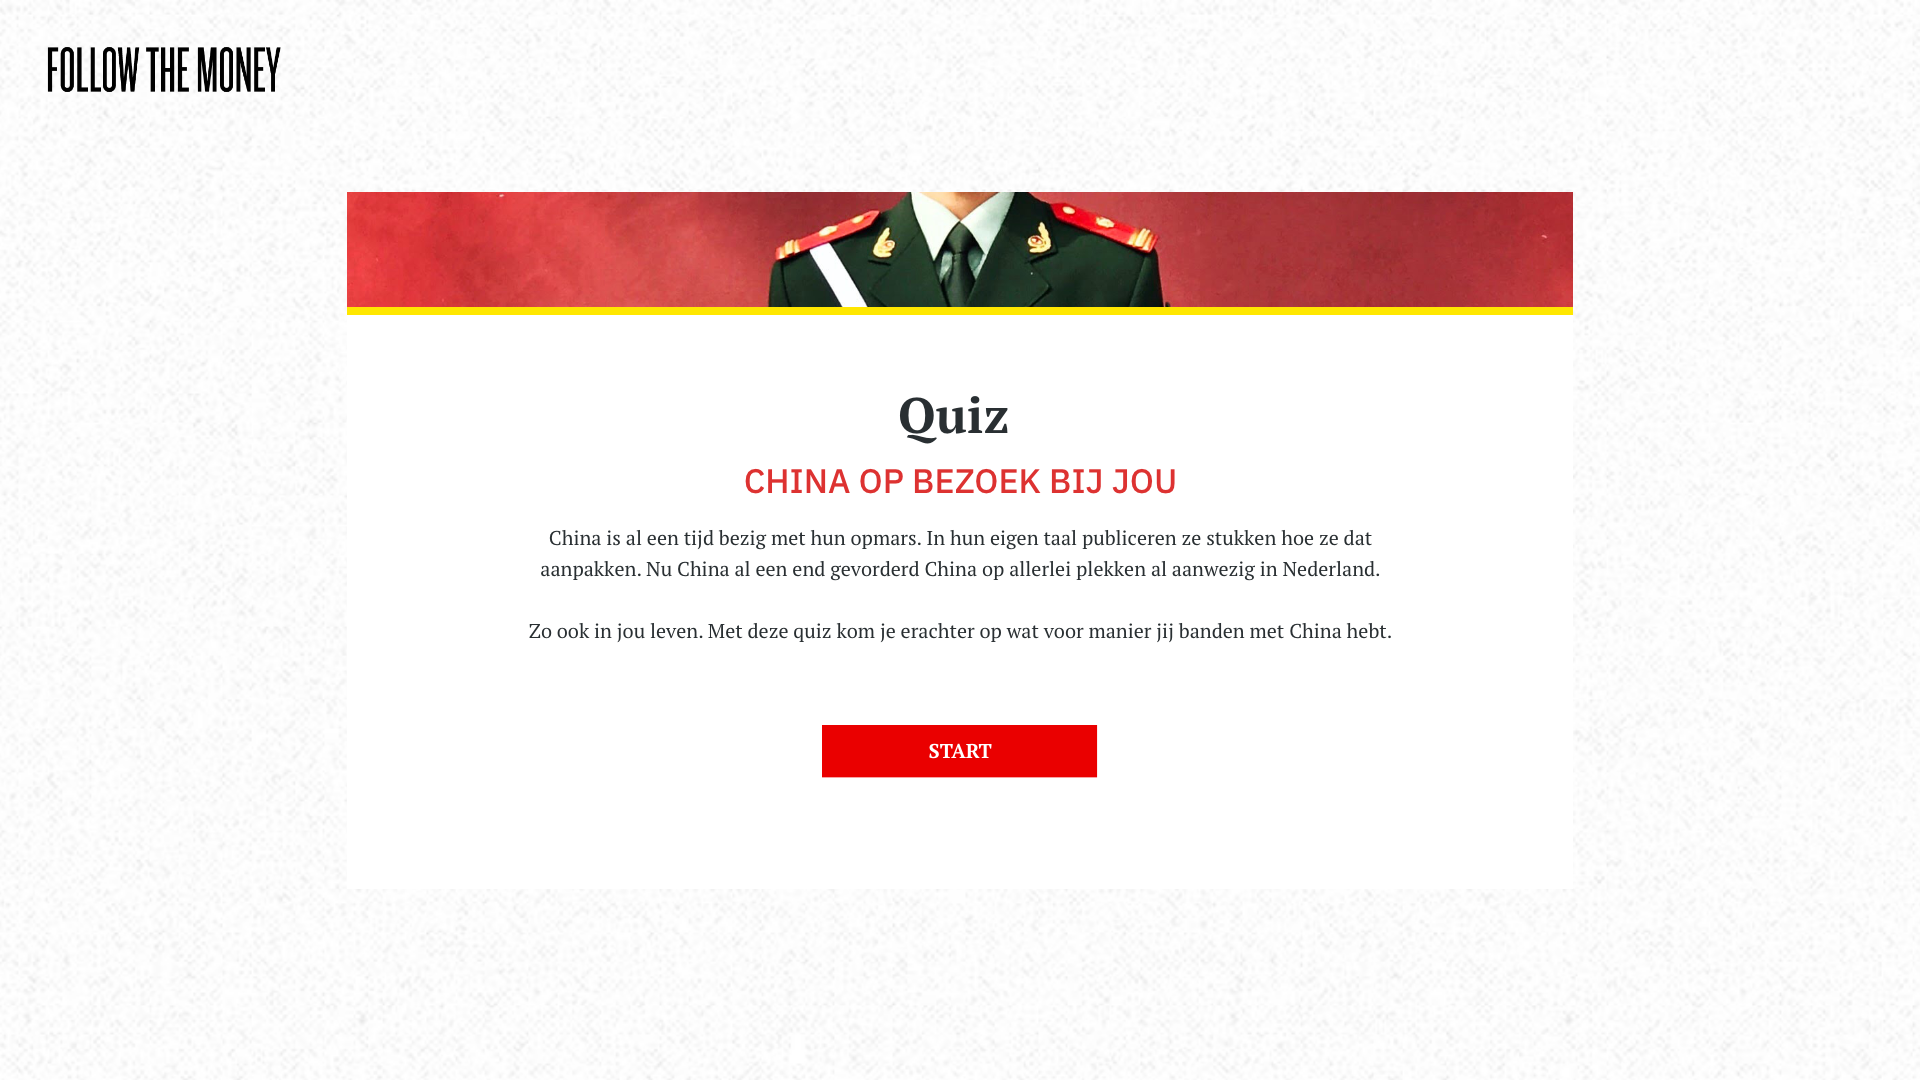 FOLLOW THE MONEY
Quiz
CHINA OP BEZOEK BIJ JOU
China is al een tijd bezig met hun opmars. In hun eigen taal publiceren ze stukken hoe ze dat
aanpakken. Nu China al een end gevorderd China op allerlei plekken al aanwezig in Nederland.
Zo ook in jou leven. Met deze quiz kom je erachter op wat voor manier jij banden met China hebt.
START